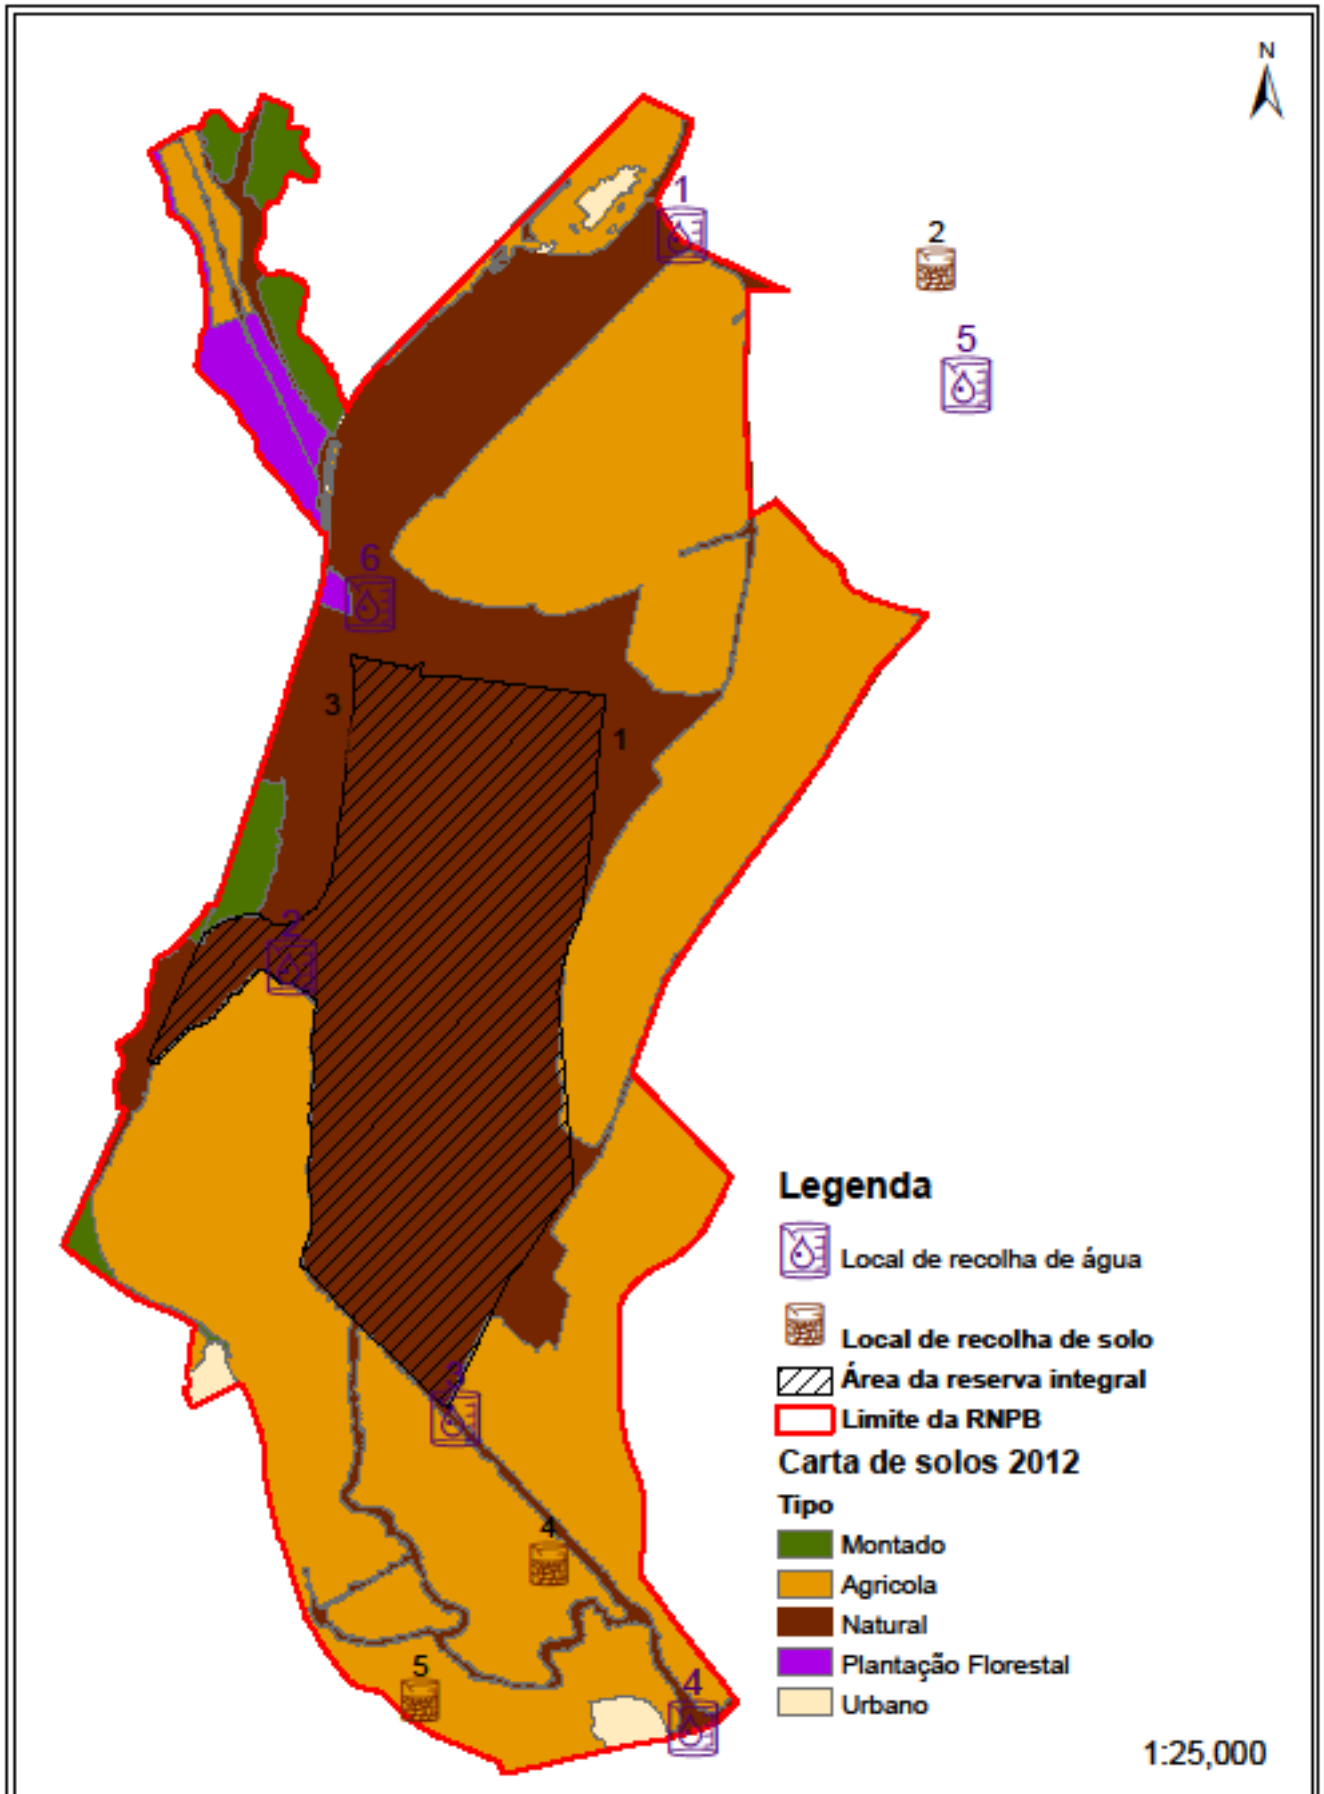 N
1
2
5
6
3
1
2
3
4
5
4
Legenda
Local de recolha de água
Local de recolha de solo
Área da reserva integral
Limite da RNPB
Carta de solos 2012
Tipo
Montado
Agricola
Natural
Plantação Florestal
Urbano
1:25,000